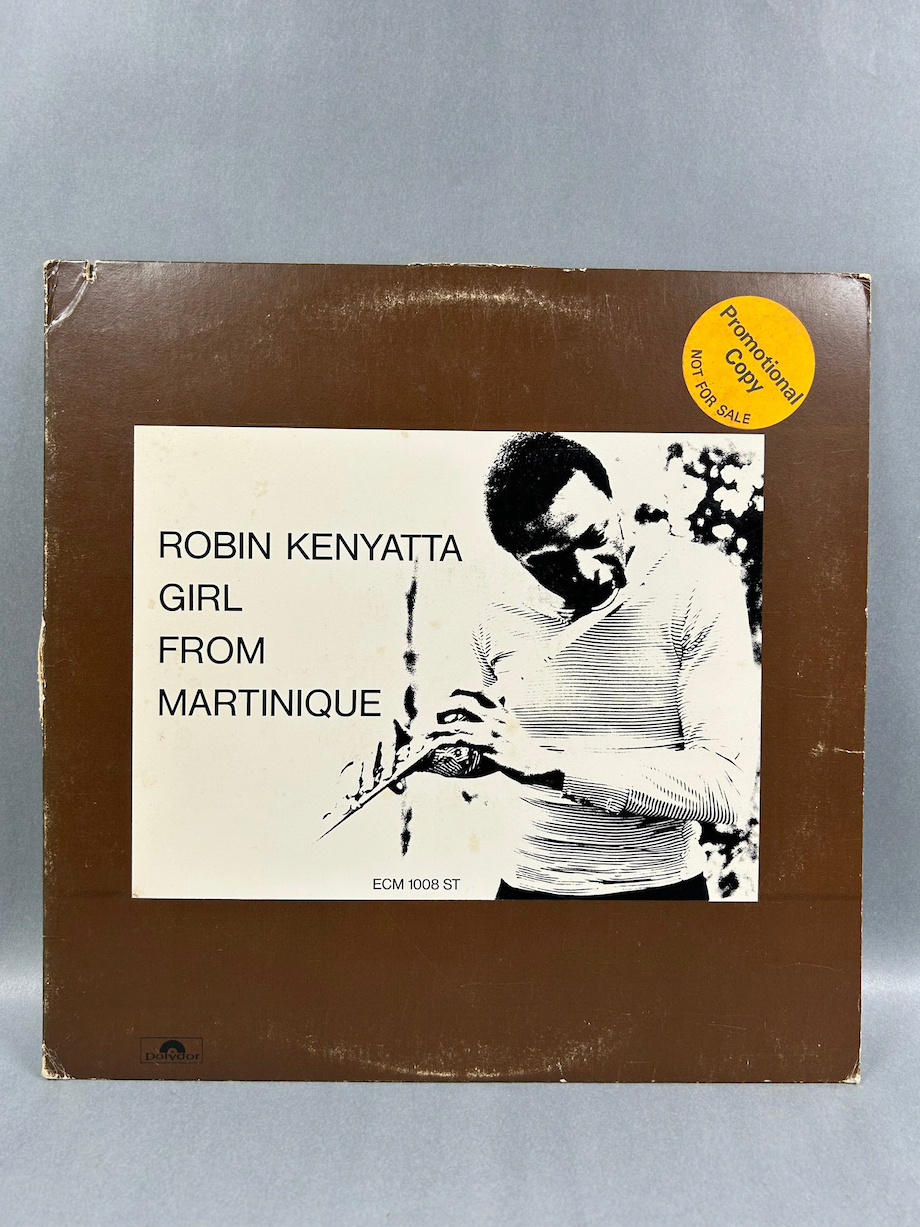 Promotional
Copy
NOT FOR SALE
ROBIN KENYATTA
GIRL
FROM
MARTINIQUE
ECM 1008 ST
Polydor